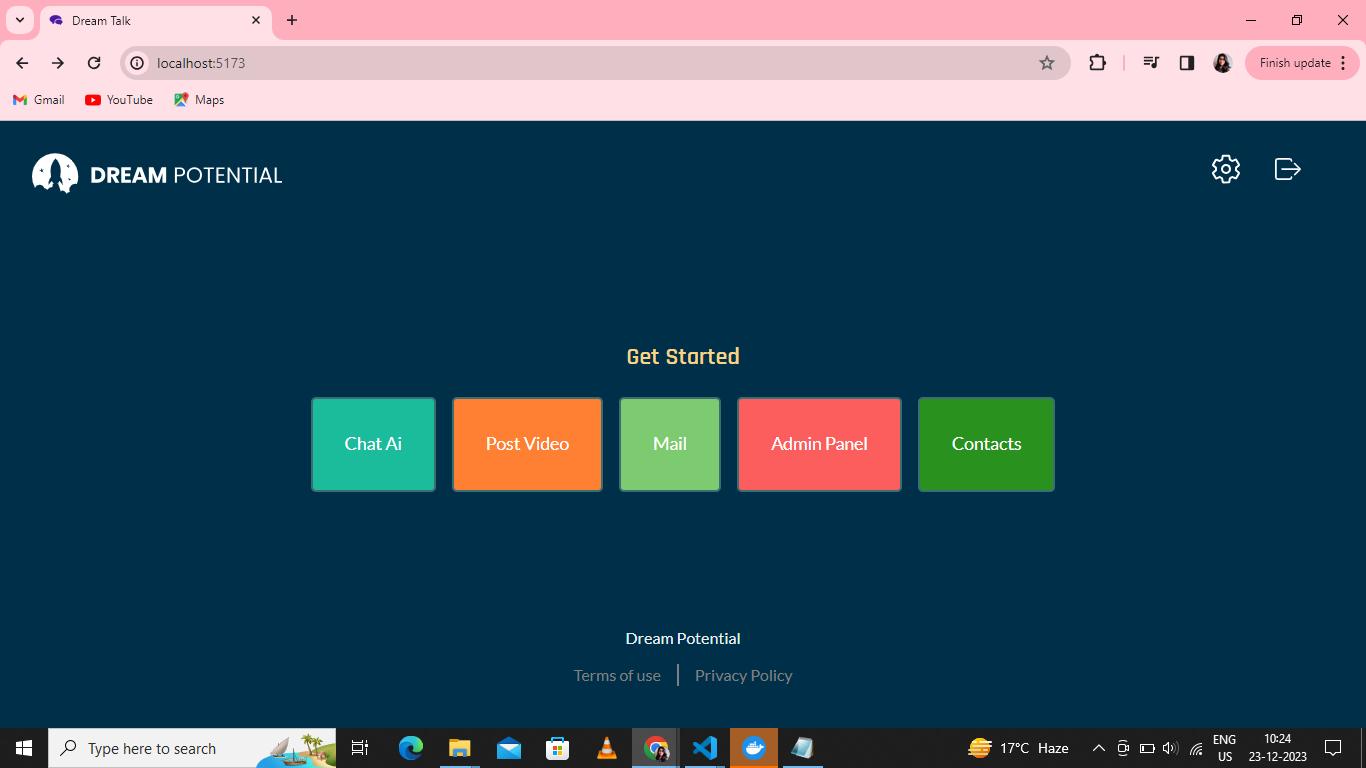 Dream Talk
localhost:5173
Finish update
Gmail
YouTube
Maps
DREAM POTENTIAL
Get Started
Chat Ai
Post Video
Mail
Admin Panel
Contacts
Dream Potential
Terms of use
Privacy Policy
Type here to search
17°C Haze
ENG
US
10:24
23-12-2023